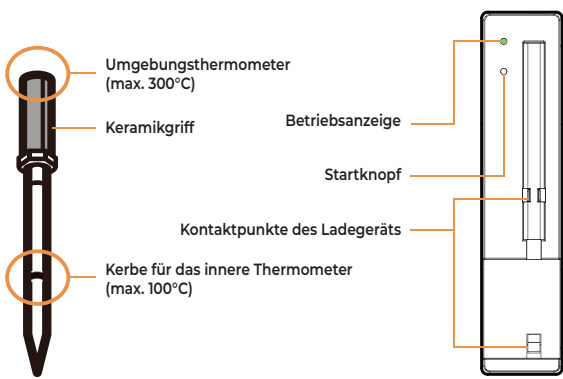 Umgebungsthermometer
(max. 300°C)
Keramikgriff
Kerbe für das innere Thermometer
(max. 100°C)
Betriebsanzeige
Startknopf
Kontaktpunkte des Ladegeräts